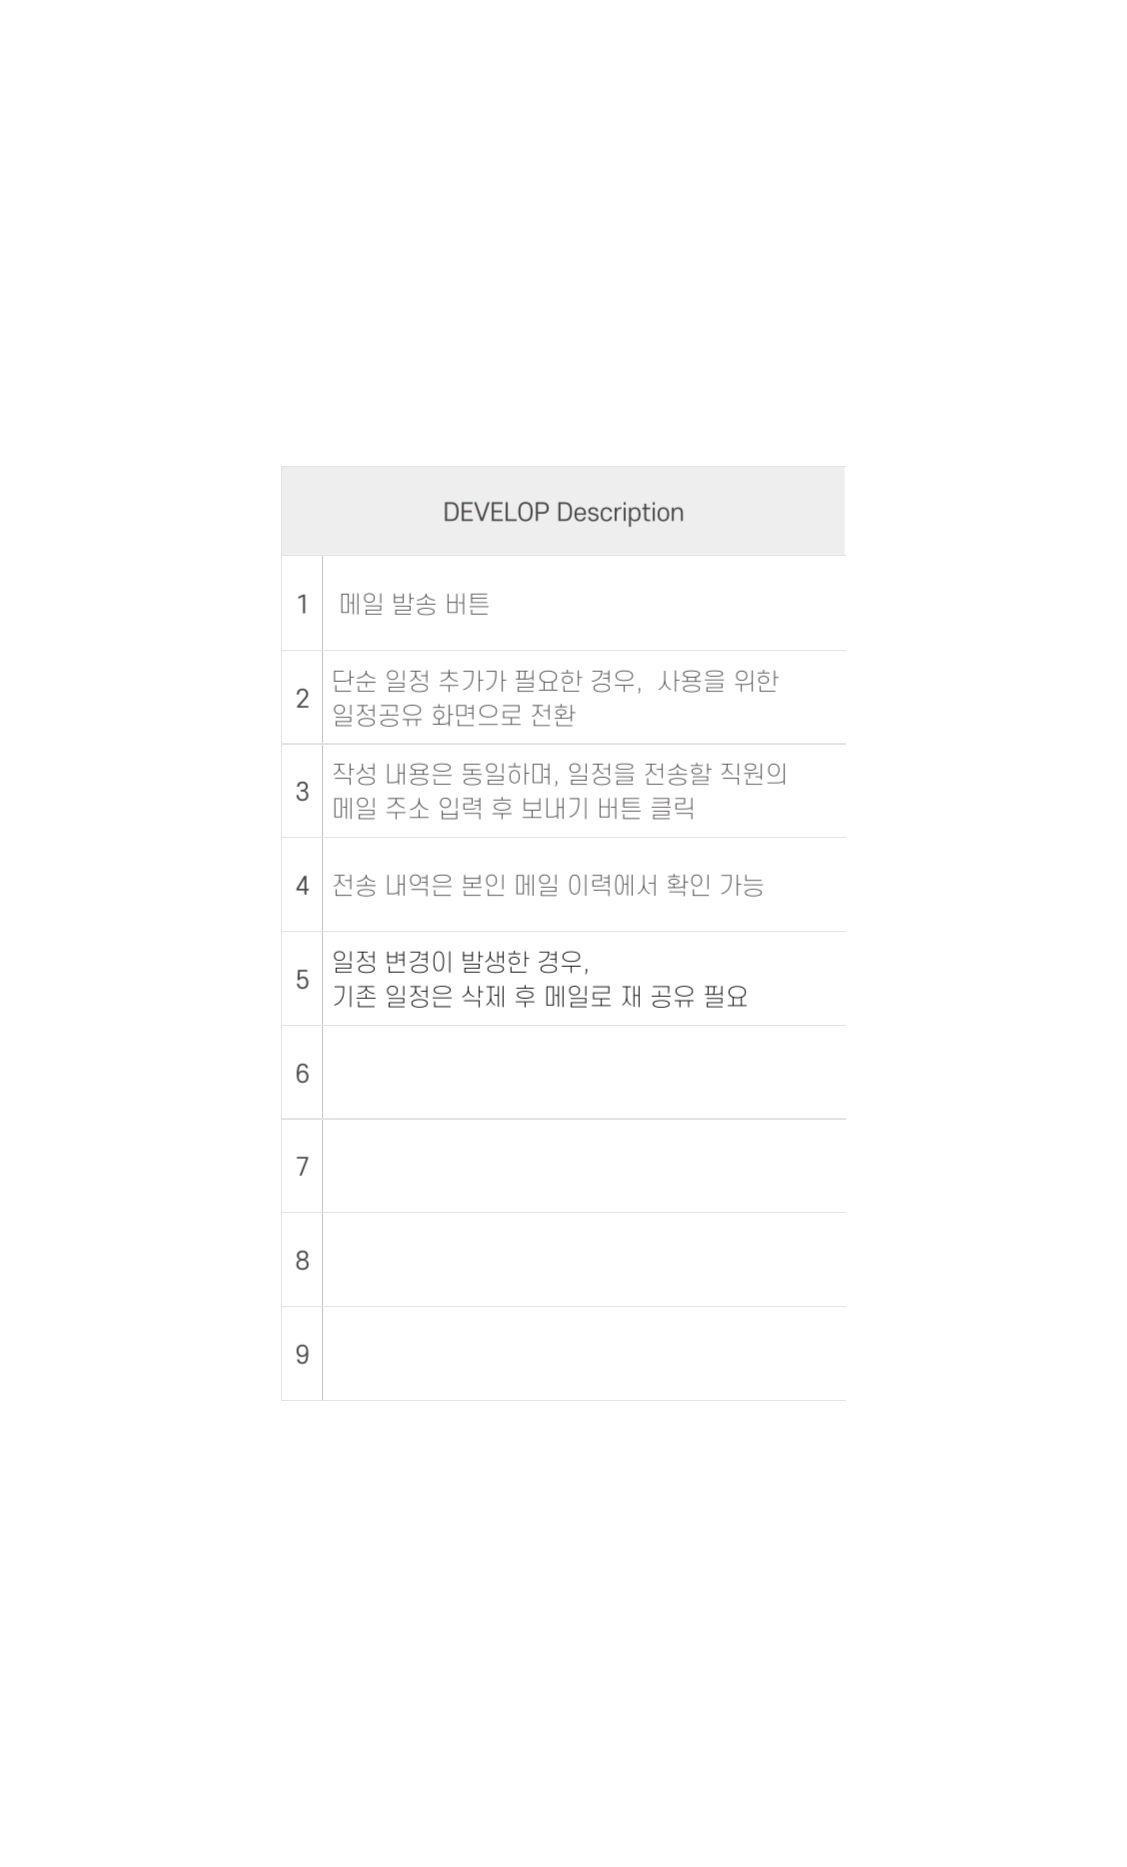 DEVELOP Description
1 메일 발송 버튼
2 단순 일정 추가가 필요한 경우, 사용을 위한
일정공유 화면으로 전환
3 작성 내용은 동일하며, 일정을 전송할 직원의
메일 주소 입력 후 보내기 버튼 클릭
4 전송 내역은 본인 메일 이력에서 확인 가능
5 일정 변경이 발생한 경우,
기존 일정은 삭제 후 메일로 재 공유 필요
6
7
8
9